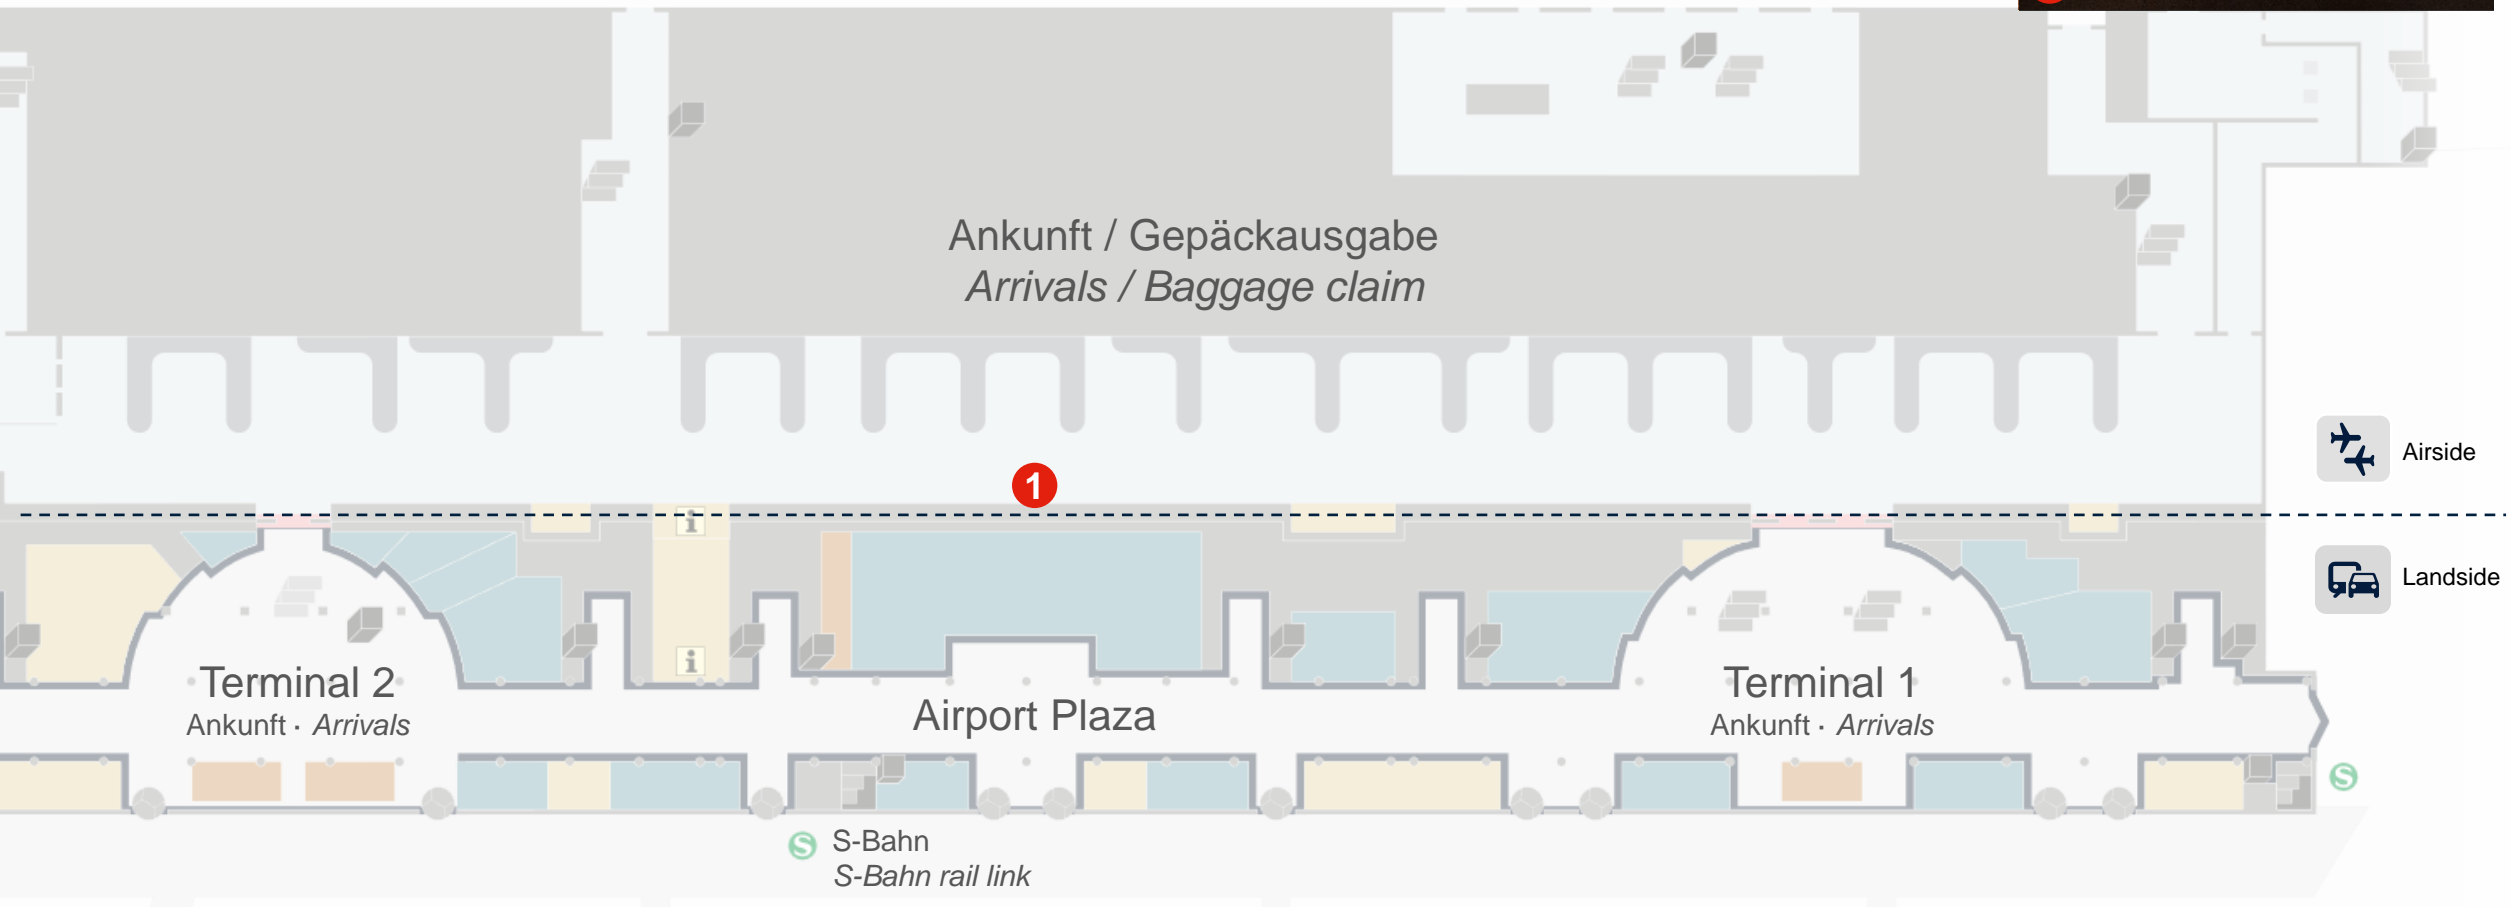 Ankunft / Gepäckausgabe
Arrivals / Baggage claim
Airside
1
i
Landside
i
Terminal 2
Ankunft · Arrivals
Airport Plaza
Terminal 1
Ankunft · Arrivals
S
S
S-Bahn
S-Bahn rail link